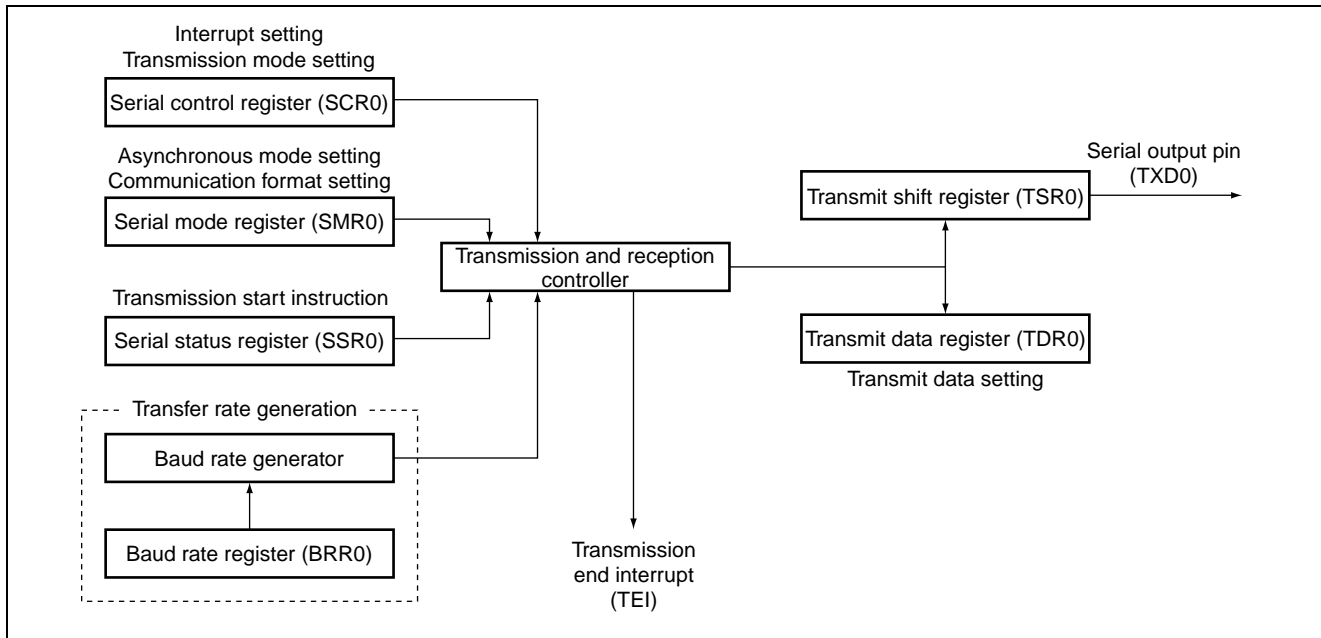 Interrupt setting
Transmission mode setting
Serial control register (SCR0)
Asynchronous mode setting
Communication format setting
Serial mode register (SMR0)
Transmission start instruction
Serial status register (SSR0)
Transfer rate generation
Baud rate generator
Baud rate register (BRR0)
Transmission and reception
controller
Transmission
end interrupt
(TEI)
Serial output pin
(TXD0)
Transmit shift register (TSR0)
Transmit data register (TDR0)
Transmit data setting